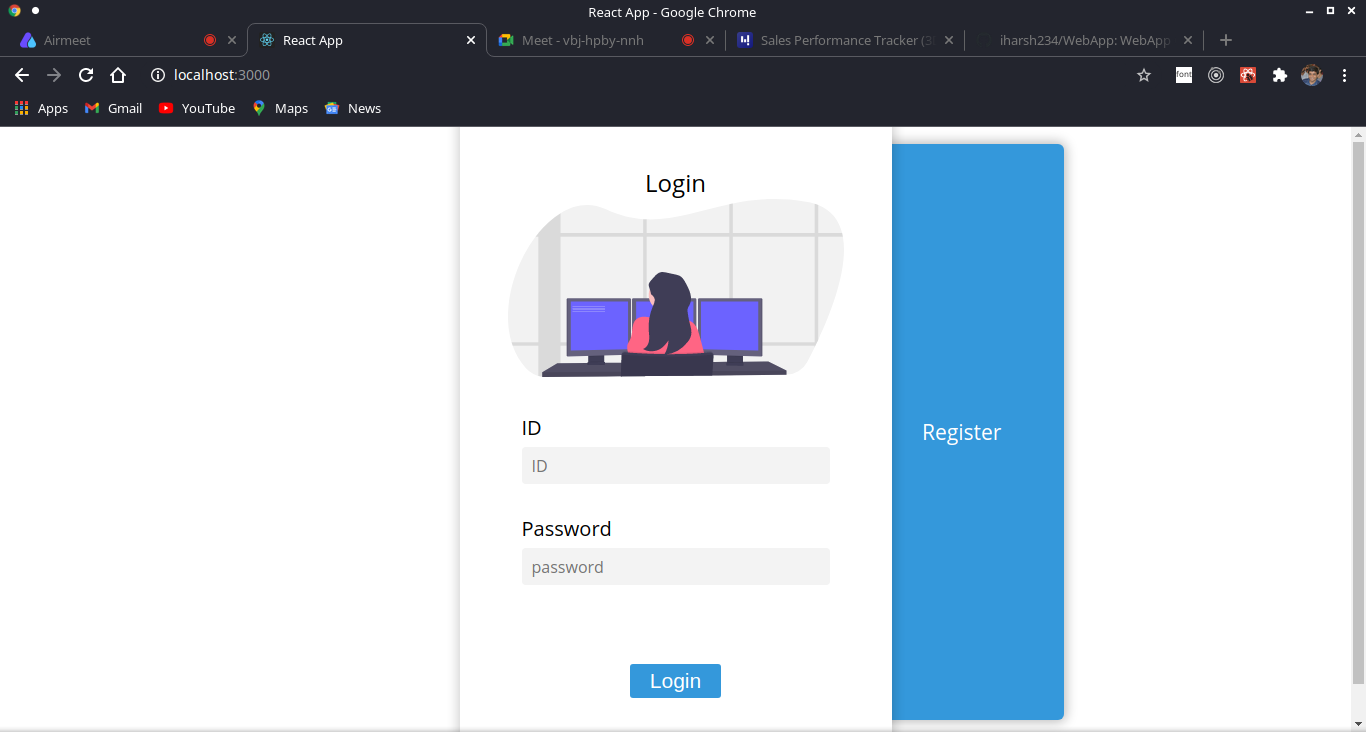 React App - Google Chrome
Airmeet
React App
Meet - vbj-hpby-nnh
Sales Performance Tracker
iharsh234/WebApp: WebApp
localhost:3000
font
Apps
Gmail
YouTube
Maps
News
Login
Register
ID
ID
Password
password
Login